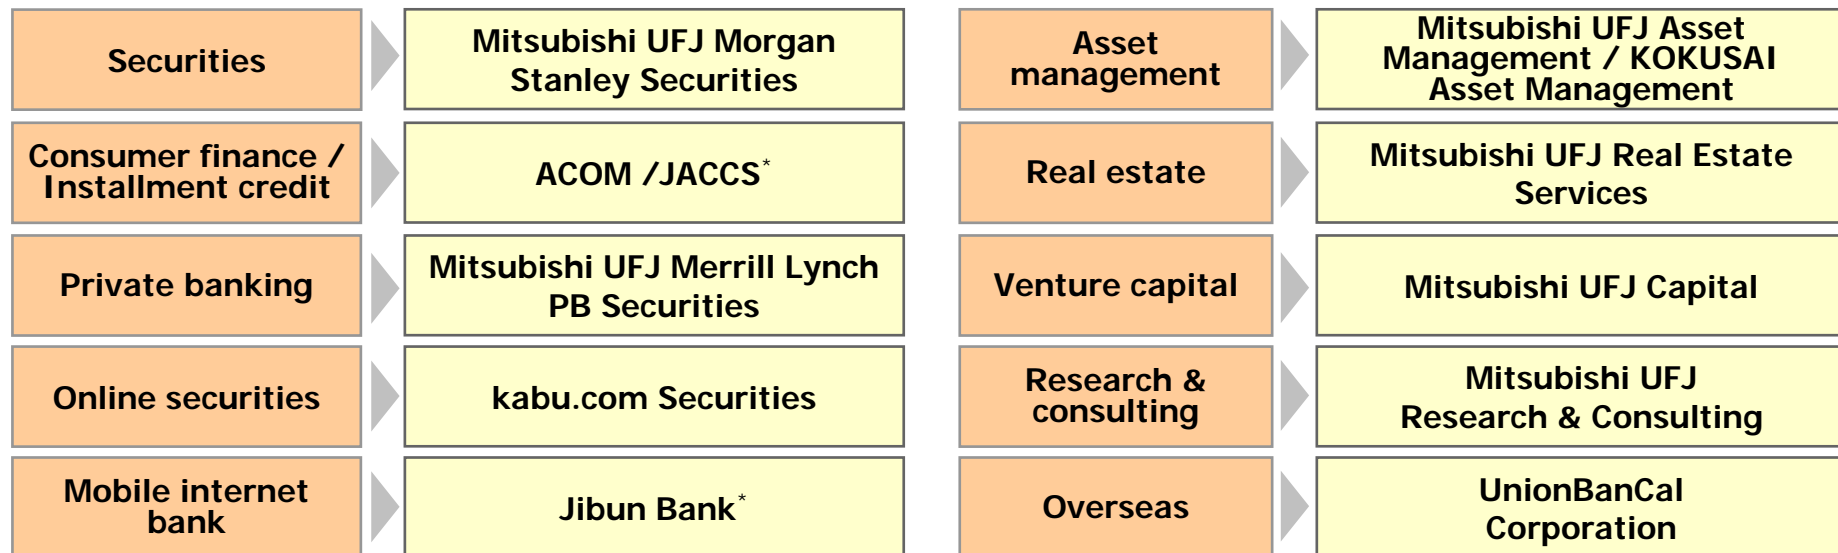 Securities
Mitsubishi UFJ Morgan
Stanley Securities
Consumer finance /
Installment credit
ACOM /JACCS*
Private banking
Mitsubishi UFJ Merrill Lynch
PB Securities
Online securities
kabu.com Securities
Mobile internet
bank
Jibun Bank*
Asset
management
Mitsubishi UFJ Asset
Management / KOKUSAI
Asset Management
Real estate
Mitsubishi UFJ Real Estate
Services
Venture capital
Mitsubishi UFJ Capital
Research &
consulting
Mitsubishi UFJ
Research & Consulting
Overseas
UnionBanCal
Corporation